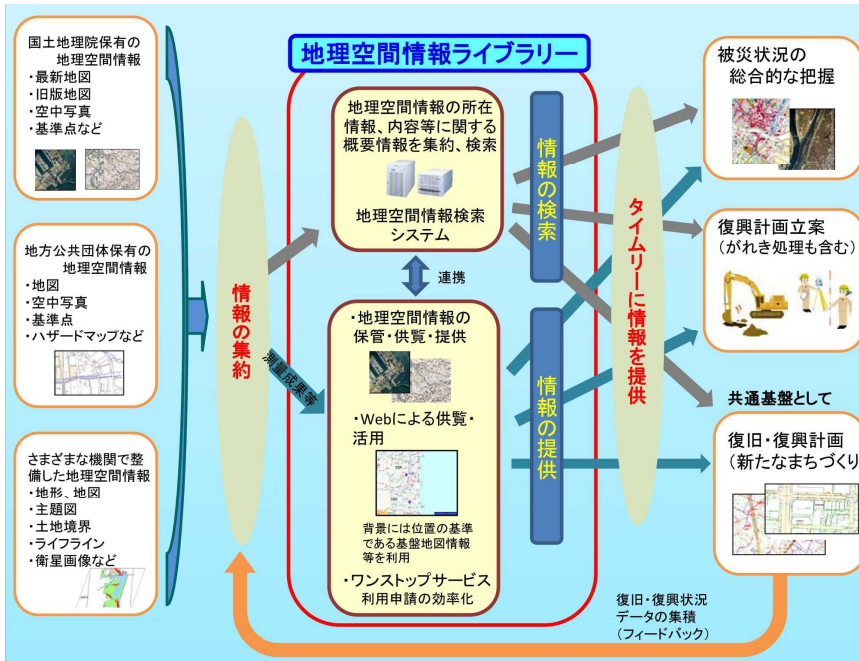 国土地理院保有の
地理空間情報
・最新地図
・旧版地図
・空中写真
・基準点など
地方公共団体保有の
地理空間情報
・地図
・空中写真
・基準点
・ハザードマップなど
さまざまな機関で整
備した地理空間情報
・地形、地図
・主題図
・土地境界
・ライフライン
・衛星画像など
情報の集約
測量成果等
地理空間情報ライブラリー
地理空間情報の所在
情報、内容等に関する
概要情報を集約、検索
地理空間情報検索
システム
連携
・地理空間情報の
保管・供覧・提供
・Webによる供覧・
活用
背景には位置の基準
である基盤地図情報
等を利用
・ワンストップサービス
利用申請の効率化
情報の検索
情報の提供
タイムリーに情報を提供
被災状況の
総合的な把握
復興計画立案
(がれき処理も含む)
共通基盤として
復旧・復興計画
(新たなまちづくり)
復旧・復興状況
データの集積
(フィードバック)